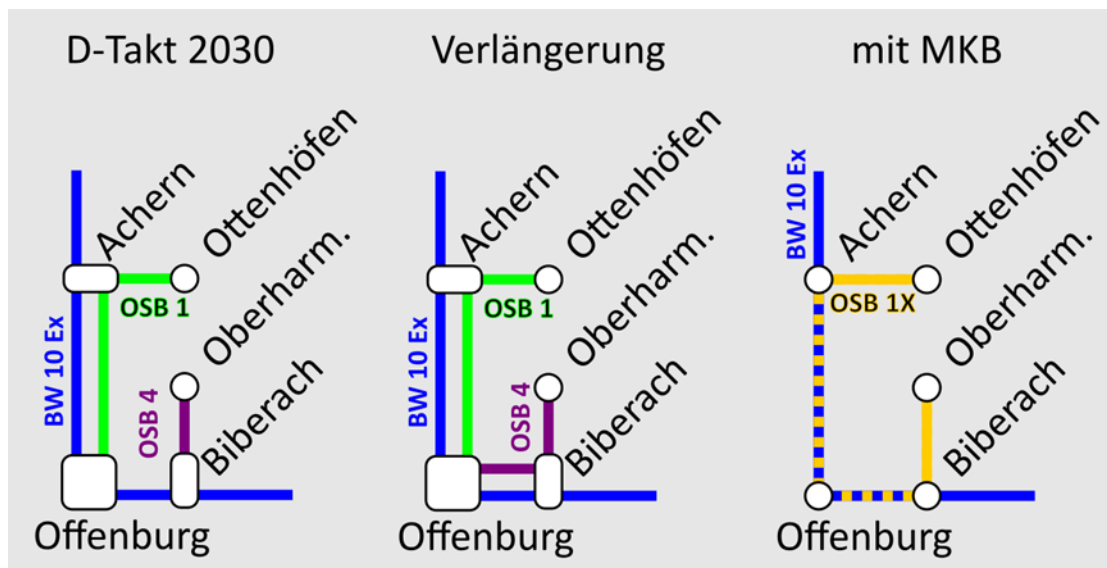 D-Takt 2030
Achern
Ottenhöfen
OSB 1
BW 10 Ex
Oberharm.
OSB 4
Biberach
Offenburg
Verlängerung
Achern
Ottenhöfen
OSB 1
BW 10 Ex
Oberharm.
OSB 4
Biberach
Offenburg
mit MKB
BW 10 Ex
Achern
Ottenhöfen
OSB 1X
Oberharm.
Biberach
Offenburg